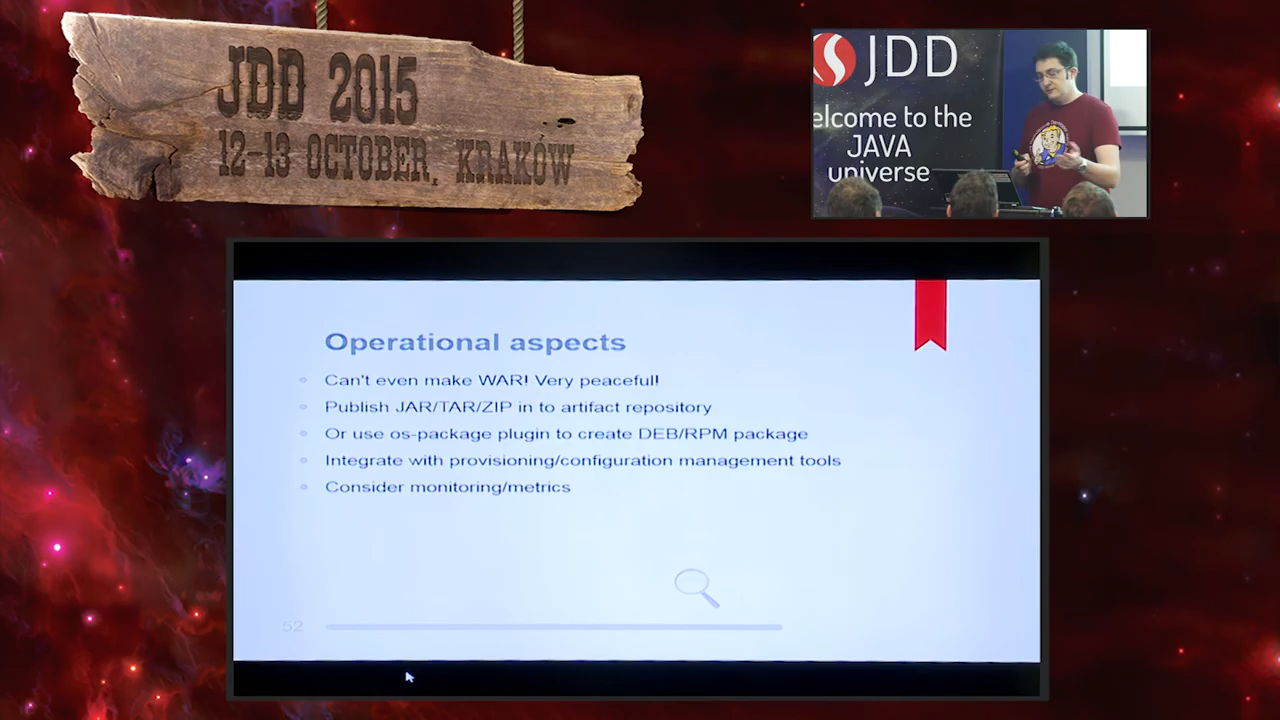 JDD 2015
12-13 OCTOBER, KRAKÓW
JDD
elcome to the
JAVA
universe
Operational aspects
Can't even make WAR! Very peaceful!
Publish JAR/TAR/ZIP in to artifact repository
Or use os-package plugin to create DEB/RPM package
Integrate with provisioning/configuration management tools
Consider monitoring/metrics
52